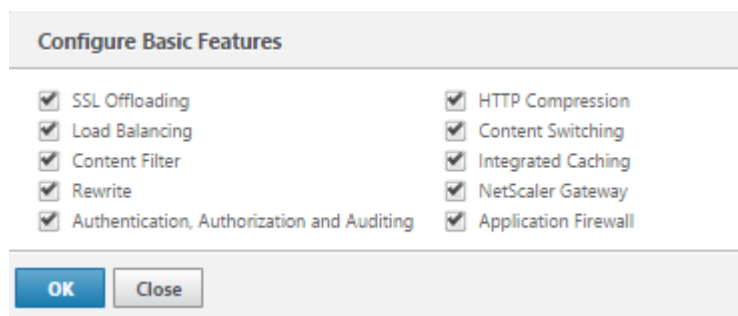 Configure Basic Features
SSL Offloading
HTTP Compression
Load Balancing
Content Switching
Content Filter
Integrated Caching
Rewrite
NetScaler Gateway
Authentication, Authorization and Auditing
Application Firewall
OK
Close